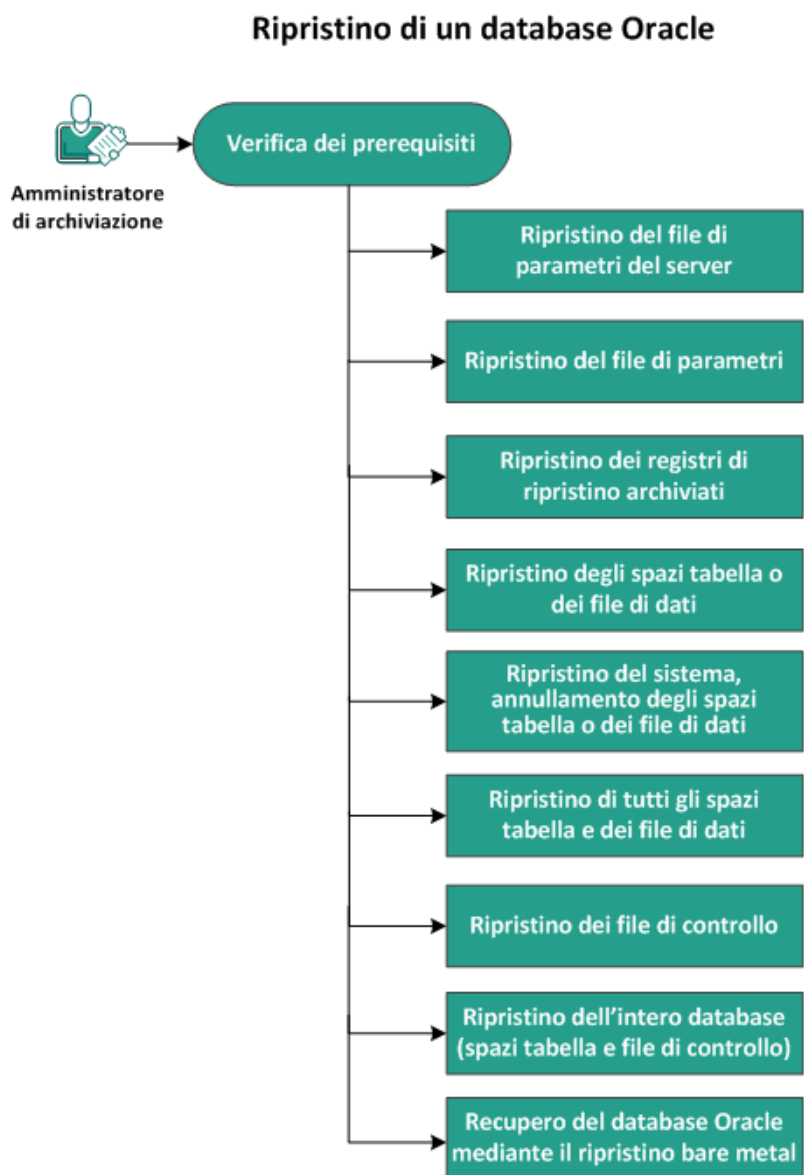 Ripristino di un database Oracle
Verifica dei prerequisiti
Amministratore
di archiviazione
Ripristino del file di
parametri del server
Ripristino del file di parametri
Ripristino dei registri di
ripristino archiviati
Ripristino degli spazi tabella o
dei file di dati
Ripristino del sistema,
annullamento degli spazi
tabella o dei file di dati
Ripristino di tutti gli spazi
tabella e dei file di dati
Ripristino dei file di controllo
Ripristino dell’intero database
(spazi tabella e file di controllo)
Recupero del database Oracle
mediante il ripristino bare metal